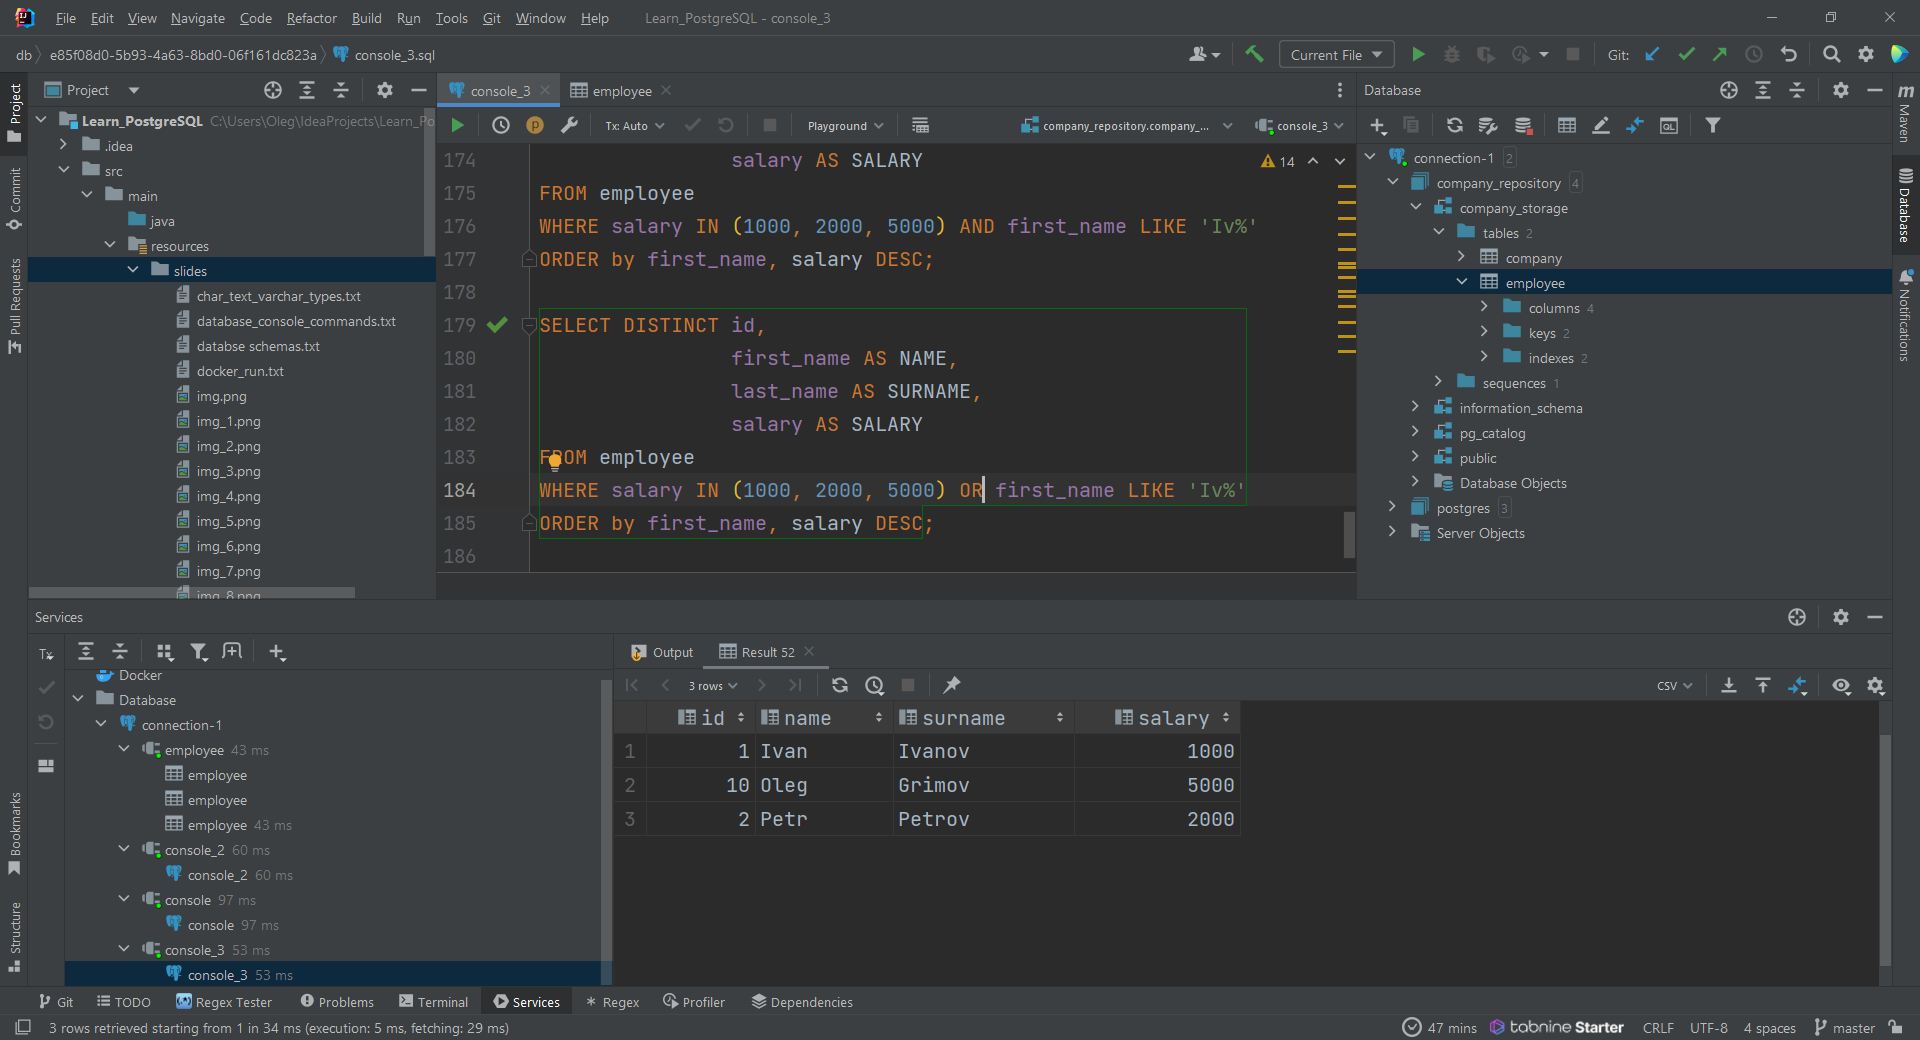 File Edit View Navigate Code Refactor Build Run Tools Git Window Help Learn_PostgreSQL - console_3
db e85f08d0-5b93-4a63-8bd0-06f161dc823a console_3.sql Current File Git:
Project
Commit
Pull Requests
Bookmarks
Structure
Project
Learn_PostgreSQL C:\Users\Oleg\IdeaProjects\Learn_Po
.idea
src
main
java
resources
slides
char_text_varchar_types.txt
database_console_commands.txt
databse schemas.txt
docker_run.txt
img.png
img_1.png
img_2.png
img_3.png
img_4.png
img_5.png
img_6.png
img_7.png
img_8.png
console_3 employee
Tx: Auto Playground company_repository.company_... console_3
14
174 salary AS SALARY
175 FROM employee
176 WHERE salary IN (1000, 2000, 5000) AND first_name LIKE 'Iv%'
177 ORDER by first_name, salary DESC;
178
179 SELECT DISTINCT id,
180 first_name AS NAME,
181 last_name AS SURNAME,
182 salary AS SALARY
183 FROM employee
184 WHERE salary IN (1000, 2000, 5000) OR first_name LIKE 'Iv%'
185 ORDER by first_name, salary DESC;
186
Database
connection-1 2
company_repository 4
company_storage
tables 2
company
employee
columns 4
keys 2
indexes 2
sequences 1
information_schema
pg_catalog
public
Database Objects
postgres 3
Server Objects
m
Maven
Database
Notifications
Services
Tx
Docker
Database
connection-1
employee 43 ms
employee
employee
employee 43 ms
console_2 60 ms
console_2 60 ms
console 97 ms
console 97 ms
console_3 53 ms
console_3 53 ms
Output Result 52
3 rows CSV
id name surname salary
1 1 Ivan Ivanov 1000
2 10 Oleg Grimov 5000
3 2 Petr Petrov 2000
Git TODO Regex Tester Problems Terminal Services Regex Profiler Dependencies
3 rows retrieved starting from 1 in 34 ms (execution: 5 ms, fetching: 29 ms) 47 mins tabnine Starter CRLF UTF-8 4 spaces master